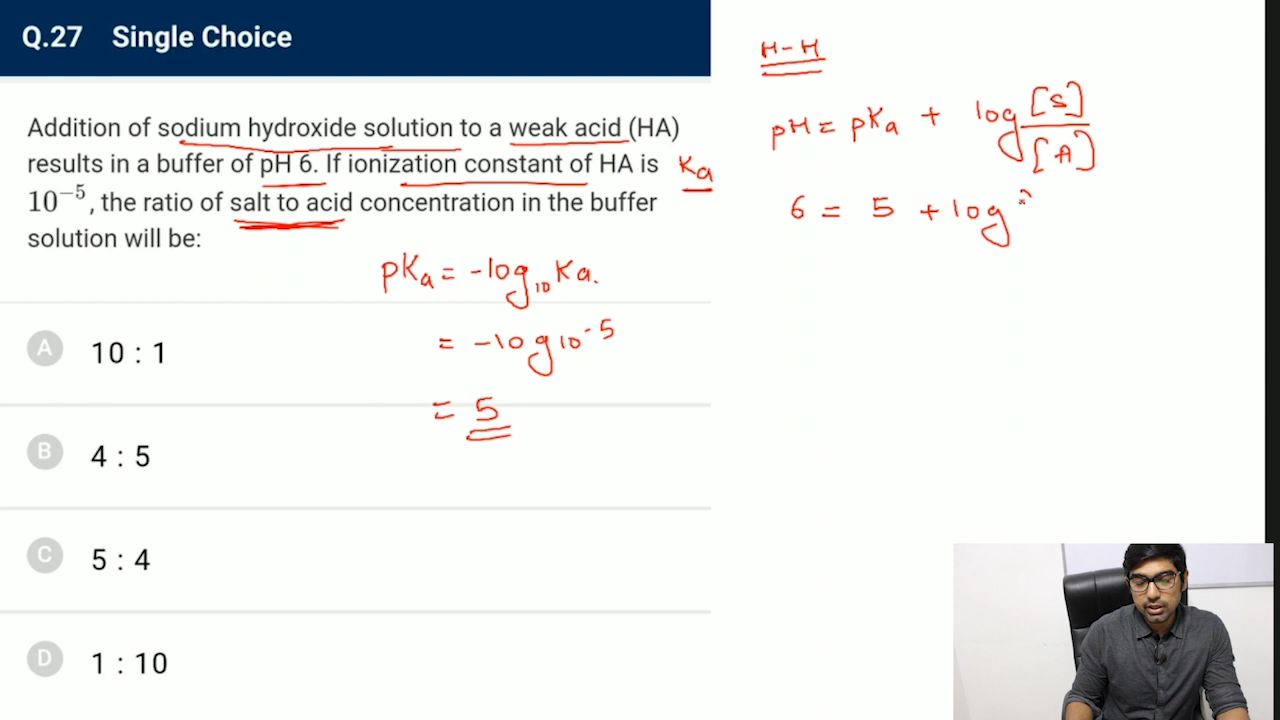 Q.27 Single Choice
Addition of sodium hydroxide solution to a weak acid (HA)
results in a buffer of pH 6. If ionization constant of HA is Ka
10⁻⁵, the ratio of salt to acid concentration in the buffer
solution will be:
pKa = -log₁₀ Ka.
= -log 10⁻⁵
= 5
A 10 : 1
B 4 : 5
C 5 : 4
D 1 : 10
H-H
pH = pKa + log [S]/[A]
6 = 5 + log